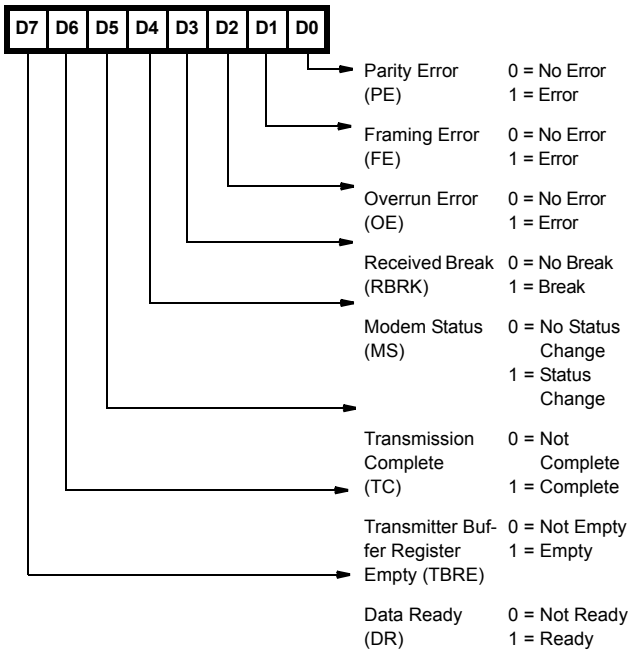 D7 D6 D5 D4 D3 D2 D1 D0
Parity Error 0 = No Error
(PE) 1 = Error
Framing Error 0 = No Error
(FE) 1 = Error
Overrun Error 0 = No Error
(OE) 1 = Error
Received Break 0 = No Break
(RBRK) 1 = Break
Modem Status 0 = No Status
(MS) Change
1 = Status
Change
Transmission 0 = Not
Complete Complete
(TC) 1 = Complete
Transmitter Buf- 0 = Not Empty
fer Register 1 = Empty
Empty (TBRE)
Data Ready 0 = Not Ready
(DR) 1 = Ready